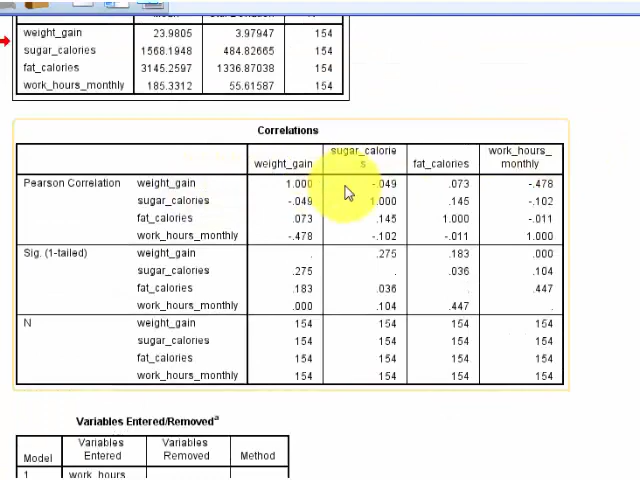 weight_gain 23.9805 3.97947 154
sugar_calories 1568.1948 484.82665 154
fat_calories 3145.2597 1336.87038 154
work_hours_monthly 185.3312 55.61587 154
Correlations
weight_gain sugar_calories fat_calories work_hours_monthly
Pearson Correlation weight_gain 1.000 -.049 .073 -.478
sugar_calories -.049 1.000 .145 -.102
fat_calories .073 .145 1.000 -.011
work_hours_monthly -.478 -.102 -.011 1.000
Sig. (1-tailed) weight_gain . .275 .183 .000
sugar_calories .275 . .036 .104
fat_calories .183 .036 . .447
work_hours_monthly .000 .104 .447 .
N weight_gain 154 154 154 154
sugar_calories 154 154 154 154
fat_calories 154 154 154 154
work_hours_monthly 154 154 154 154
Variables Entered/Removedᵃ
Model Variables Entered Variables Removed Method
1 work_hours